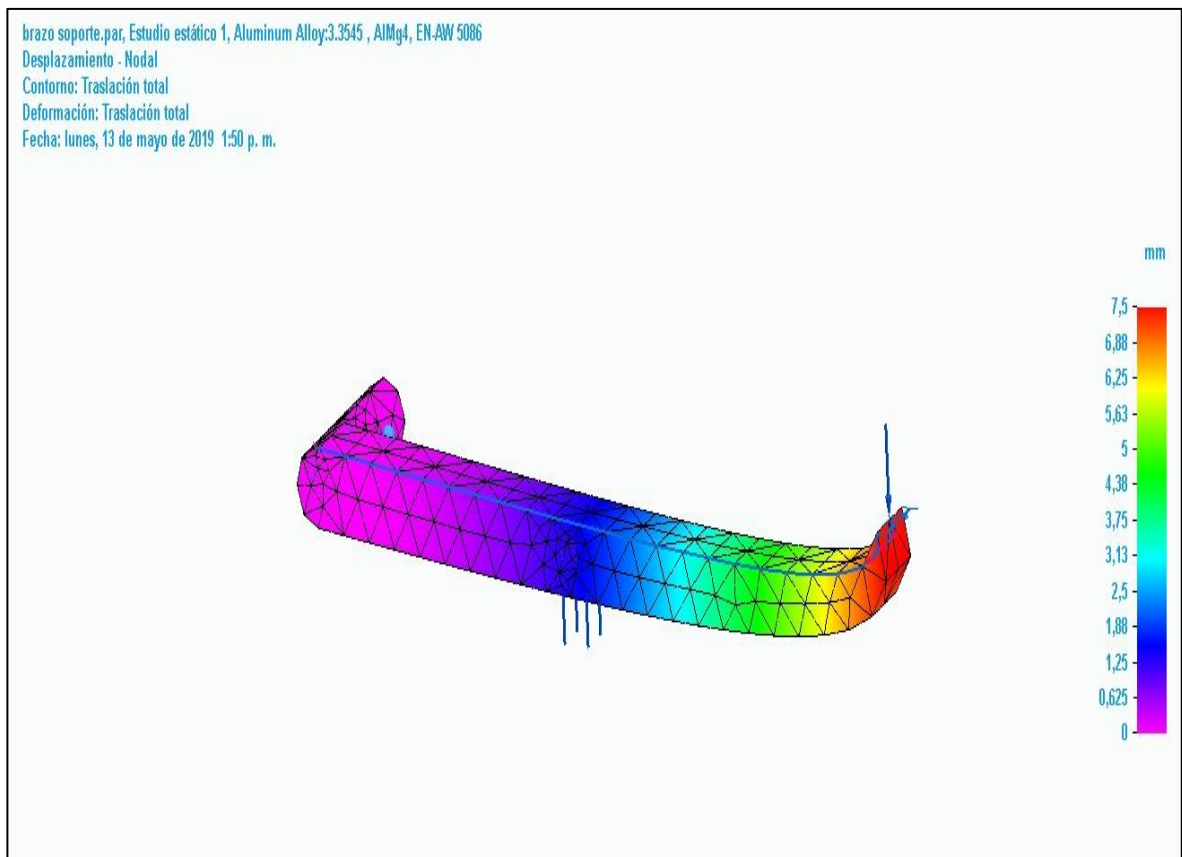 brazo soporte.par, Estudio estático 1, Aluminum Alloy:3.3545 , AlMg4, EN-AW 5086
Desplazamiento - Nodal
Contorno: Traslación total
Deformación: Traslación total
Fecha: lunes, 13 de mayo de 2019 1:50 p. m.
mm
7,5
6,88
6,25
5,63
5
4,38
3,75
3,13
2,5
1,88
1,25
0,625
0